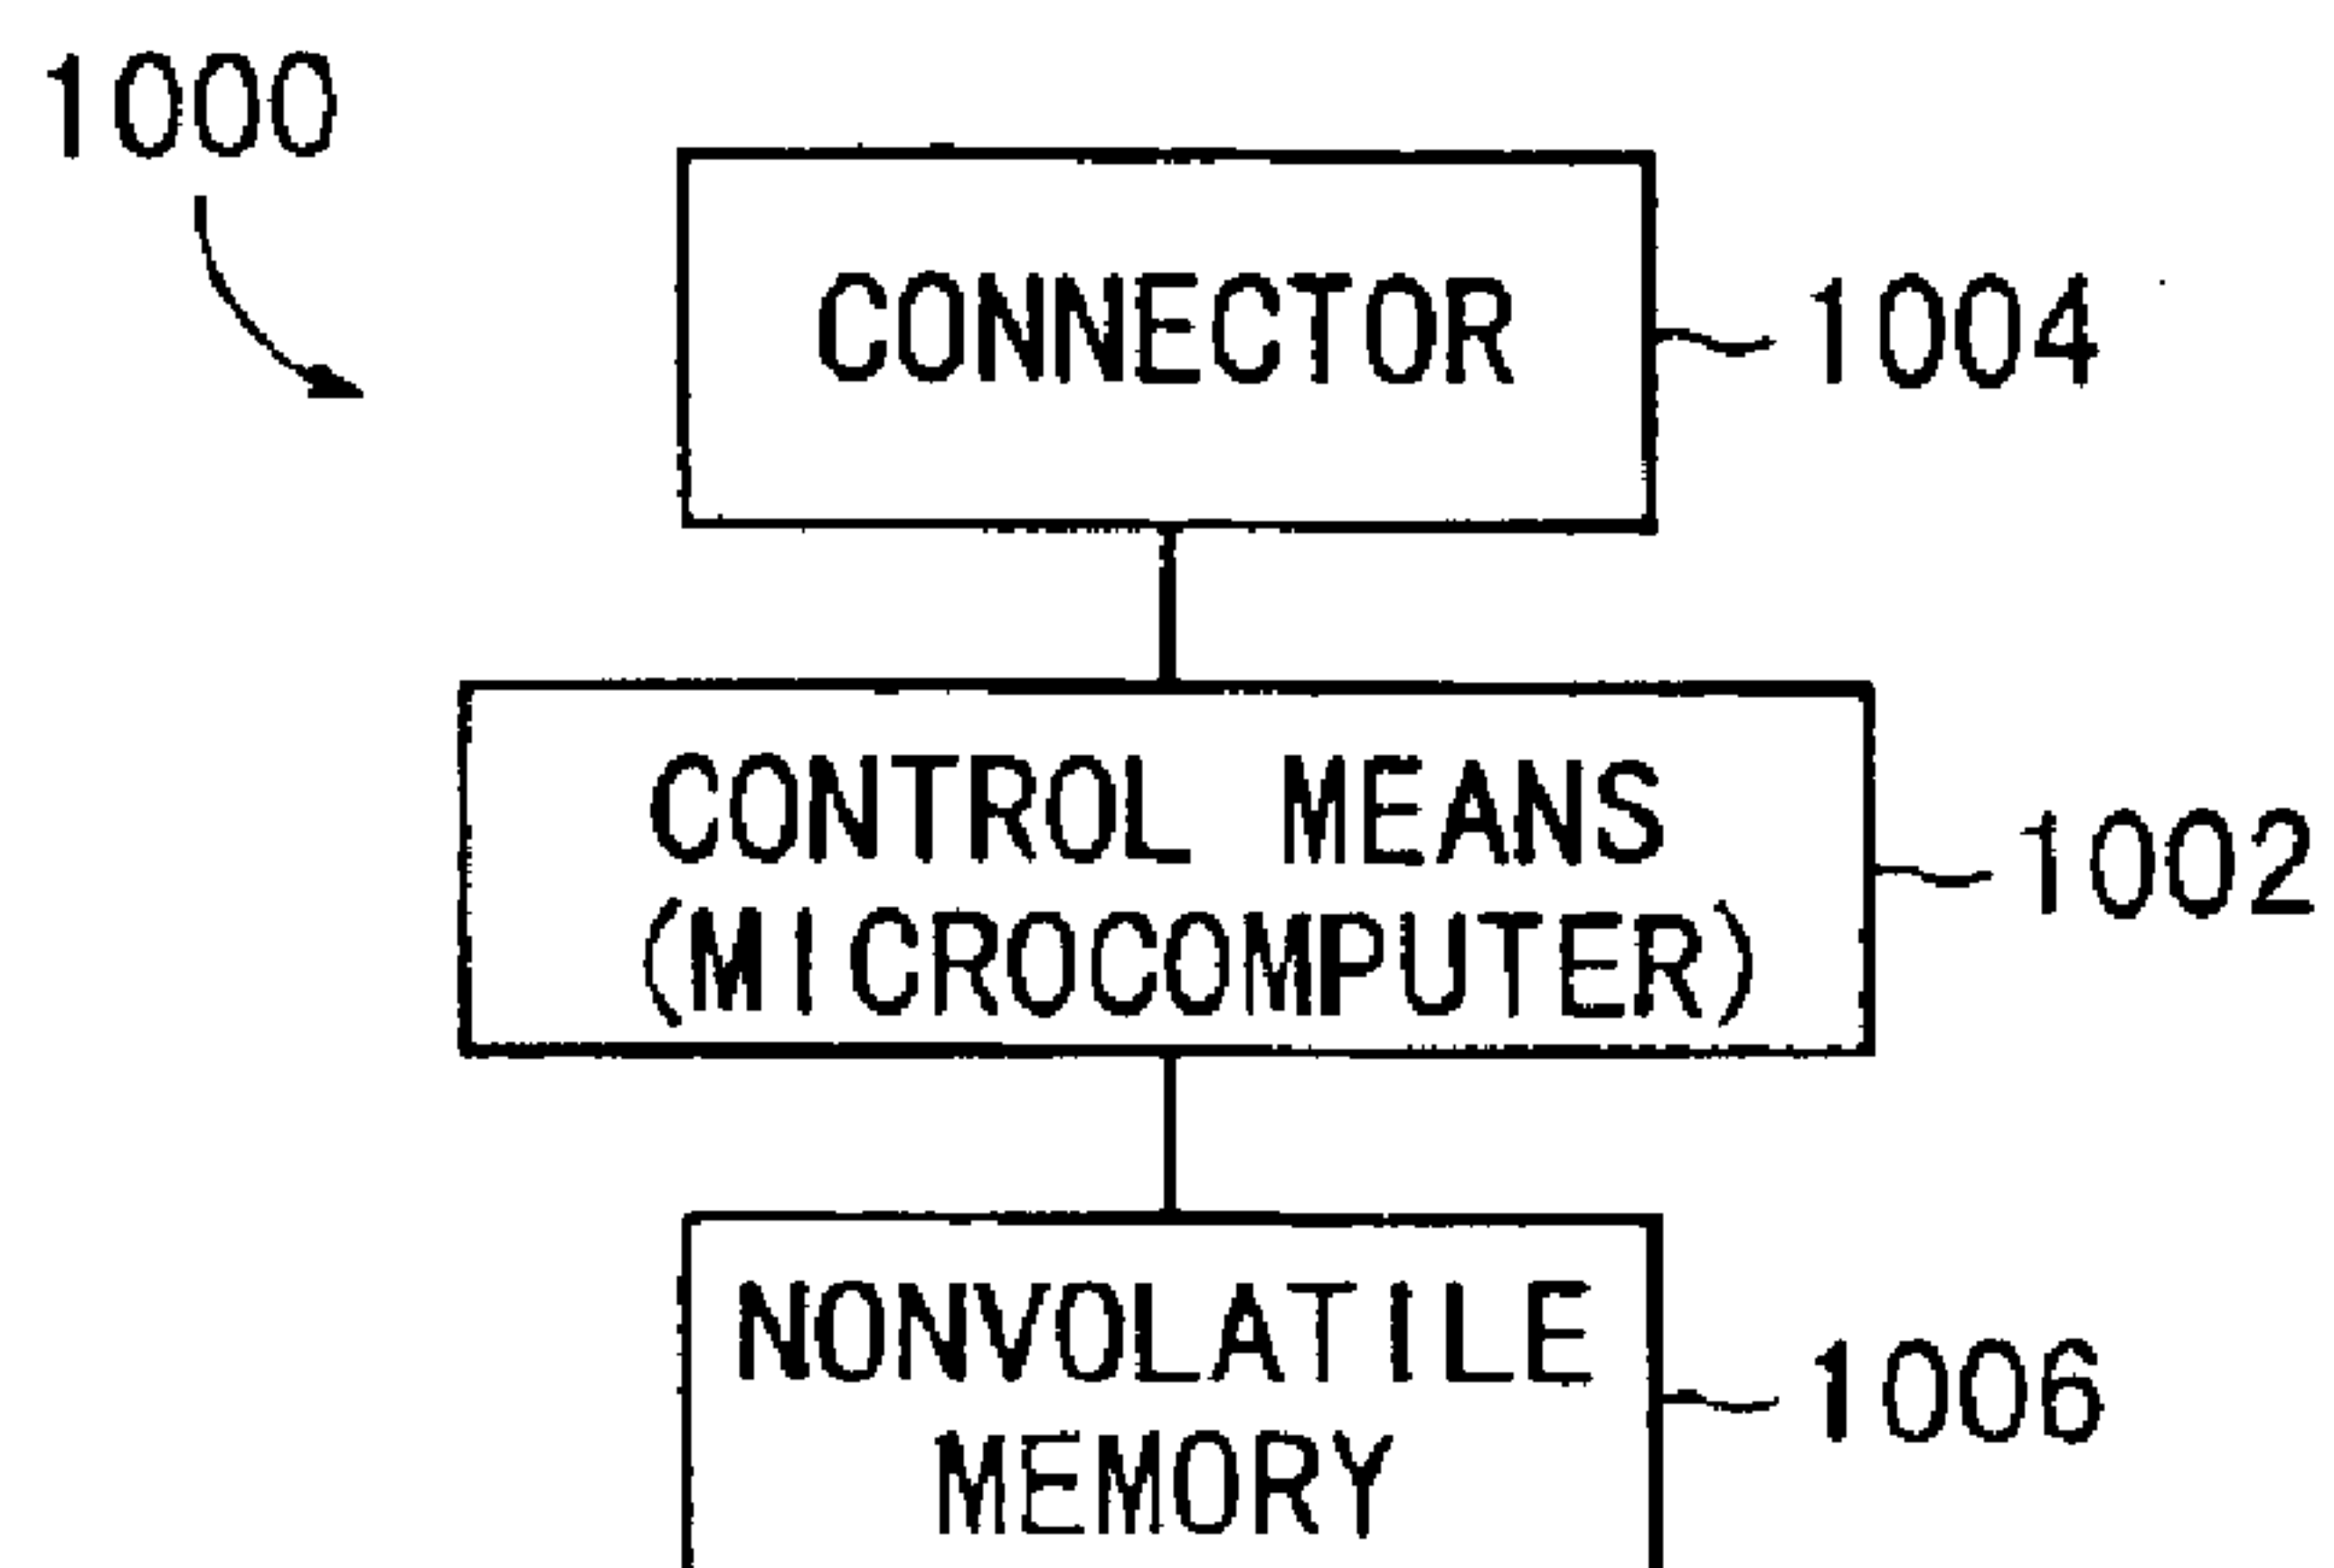 1000
CONNECTOR
1004
CONTROL MEANS
(MICROCOMPUTER)
1002
NONVOLATILE
MEMORY
1006